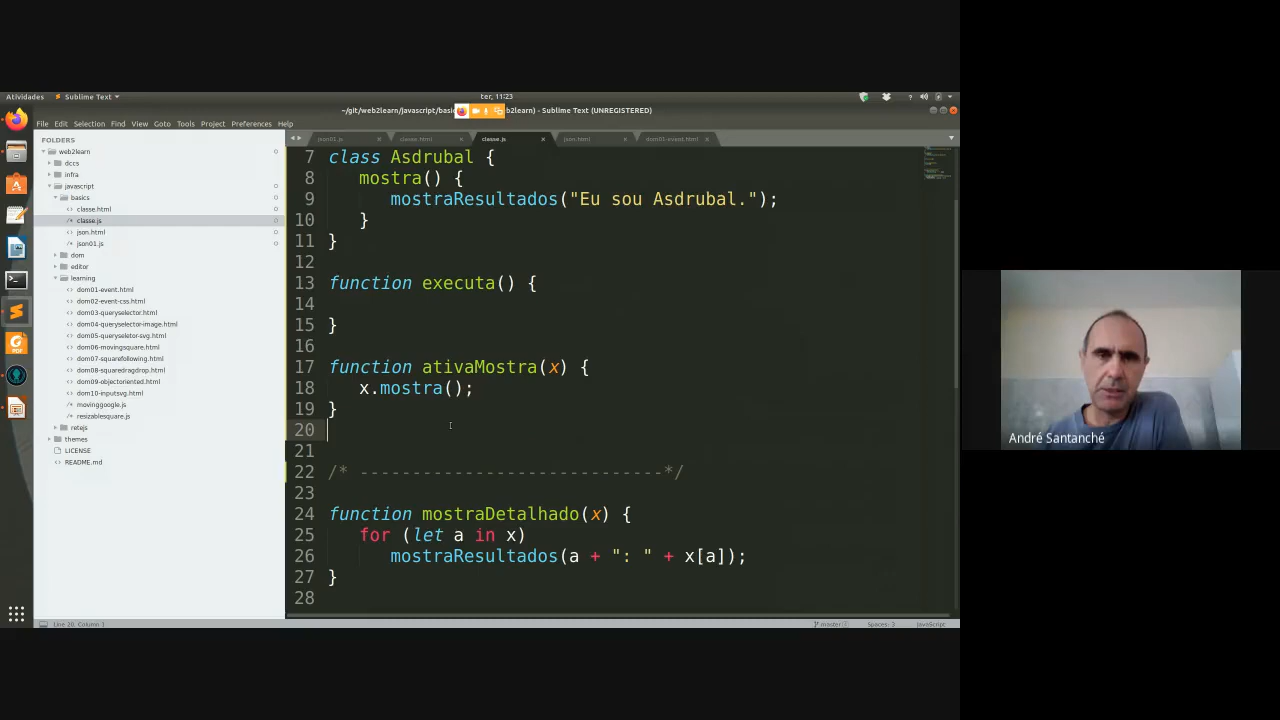 Atividades
Sublime Text
ter, 11:23
~/git/web2learn/javascript/basic
b2learn) - Sublime Text (UNREGISTERED)
File Edit Selection Find View Goto Tools Project Preferences Help
FOLDERS
web2learn
dccs
infra
javascript
basics
classe.html
classe.js
json.html
json01.js
dom
editor
learning
dom01-event.html
dom02-event-css.html
dom03-queryselector.html
dom04-queryselector-image.html
dom05-queryseletor-svg.html
dom06-movingsquare.html
dom07-squarefollowing.html
dom08-squaredragdrop.html
dom09-objectoriented.html
dom10-inputsvg.html
movinggoogle.js
resizablesquare.js
retejs
themes
LICENSE
README.md
json01.js
classe.html
classe.js
json.html
dom01-event.html
7 class Asdrubal {
8 mostra() {
9 mostraResultados("Eu sou Asdrubal.");
10 }
11 }
12
13 function executa() {
14
15 }
16
17 function ativaMostra(x) {
18 x.mostra();
19 }
20
21
22 /* -----------------------------*/
23
24 function mostraDetalhado(x) {
25 for (let a in x)
26 mostraResultados(a + ": " + x[a]);
27 }
28
Line 20, Column 1
master
Spaces: 3
JavaScript
PDF
André Santanché